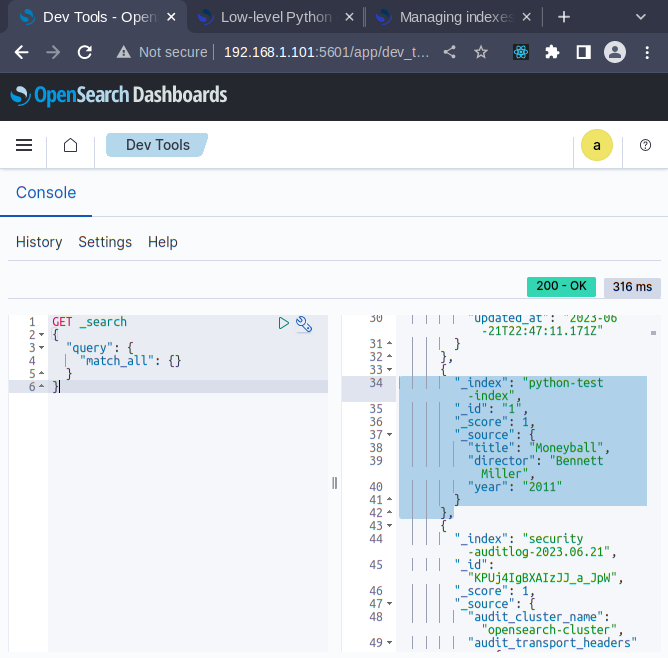 Dev Tools - Open
Low-level Python
Managing indexes
Not secure
192.168.1.101:5601/app/dev_t...
OpenSearch Dashboards
Dev Tools
a
Console
History Settings Help
200 - OK
316 ms
1 GET _search
2 {
3 "query": {
4 "match_all": {}
5 }
6 }
30 "updated_at": "2023-06
-21T22:47:11.171Z"
31 }
32 },
33 {
34 "_index": "python-test
-index",
35 "_id": "1",
36 "_score": 1,
37 "_source": {
38 "title": "Moneyball",
39 "director": "Bennett
Miller",
40 "year": "2011"
41 }
42 },
43 {
44 "_index": "security
-auditlog-2023.06.21",
45 "_id":
"KPUj4IgBXAIzJJ_a_JpW",
46 "_score": 1,
47 "_source": {
48 "audit_cluster_name":
"opensearch-cluster",
49 "audit_transport_headers"